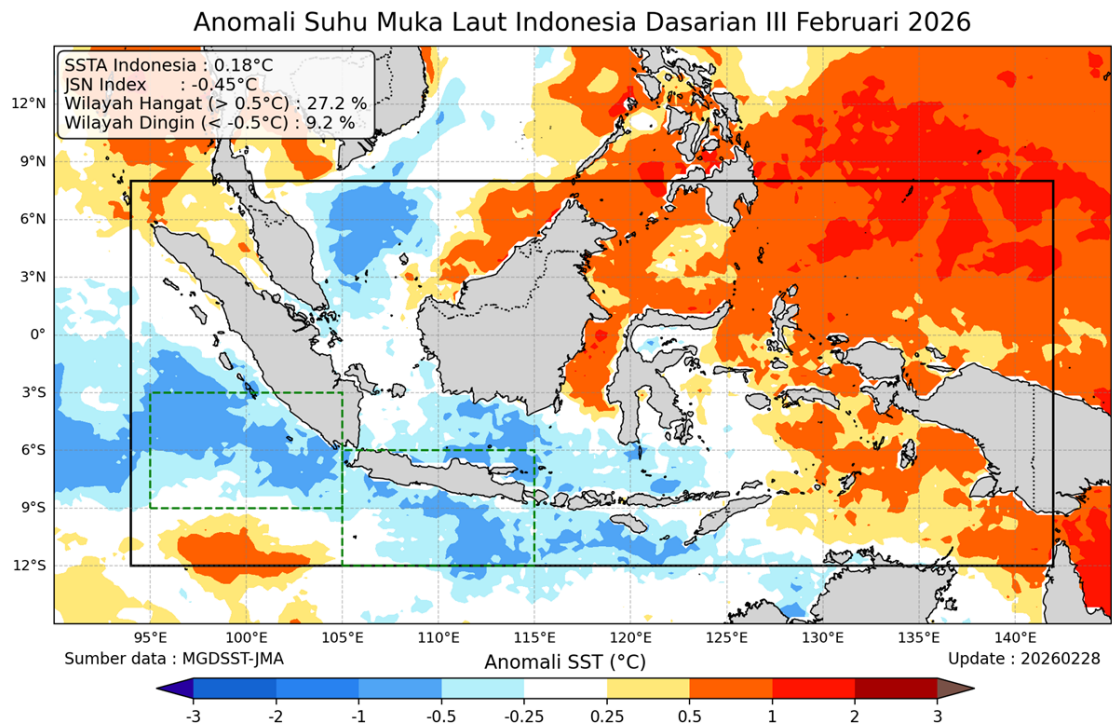 Anomali Suhu Muka Laut Indonesia Dasarian III Februari 2026
SSTA Indonesia : 0.18°C
JSN Index : -0.45°C
Wilayah Hangat (> 0.5°C) : 27.2 %
Wilayah Dingin (< -0.5°C) : 9.2 %
12°N
9°N
6°N
3°N
0°
3°S
6°S
9°S
12°S
95°E 100°E 105°E 110°E 115°E 120°E 125°E 130°E 135°E 140°E
Sumber data : MGDSST-JMA Anomali SST (°C) Update : 20260228
-3 -2 -1 -0.5 -0.25 0.25 0.5 1 2 3